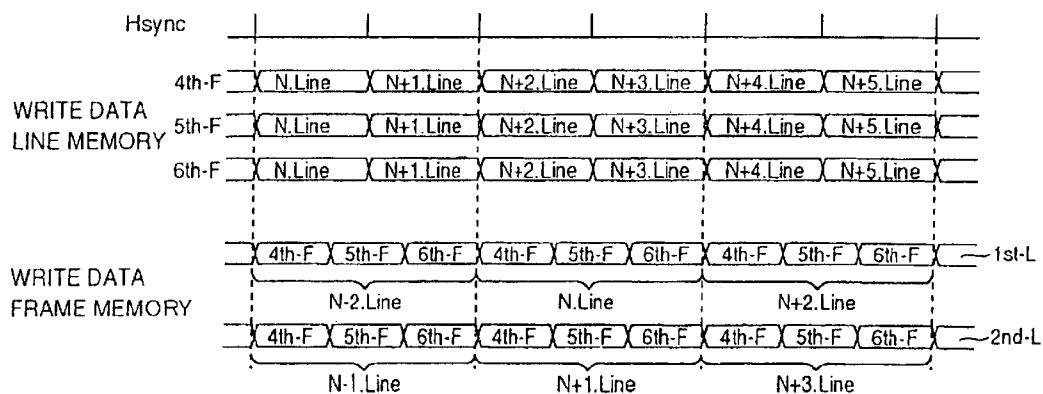 Hsync
WRITE DATA
LINE MEMORY
4th-F N.Line N+1.Line N+2.Line N+3.Line N+4.Line N+5.Line
5th-F N.Line N+1.Line N+2.Line N+3.Line N+4.Line N+5.Line
6th-F N.Line N+1.Line N+2.Line N+3.Line N+4.Line N+5.Line
WRITE DATA
FRAME MEMORY
4th-F 5th-F 6th-F 4th-F 5th-F 6th-F 4th-F 5th-F 6th-F 1st-L
N-2.Line N.Line N+2.Line
4th-F 5th-F 6th-F 4th-F 5th-F 6th-F 4th-F 5th-F 6th-F 2nd-L
N-1.Line N+1.Line N+3.Line